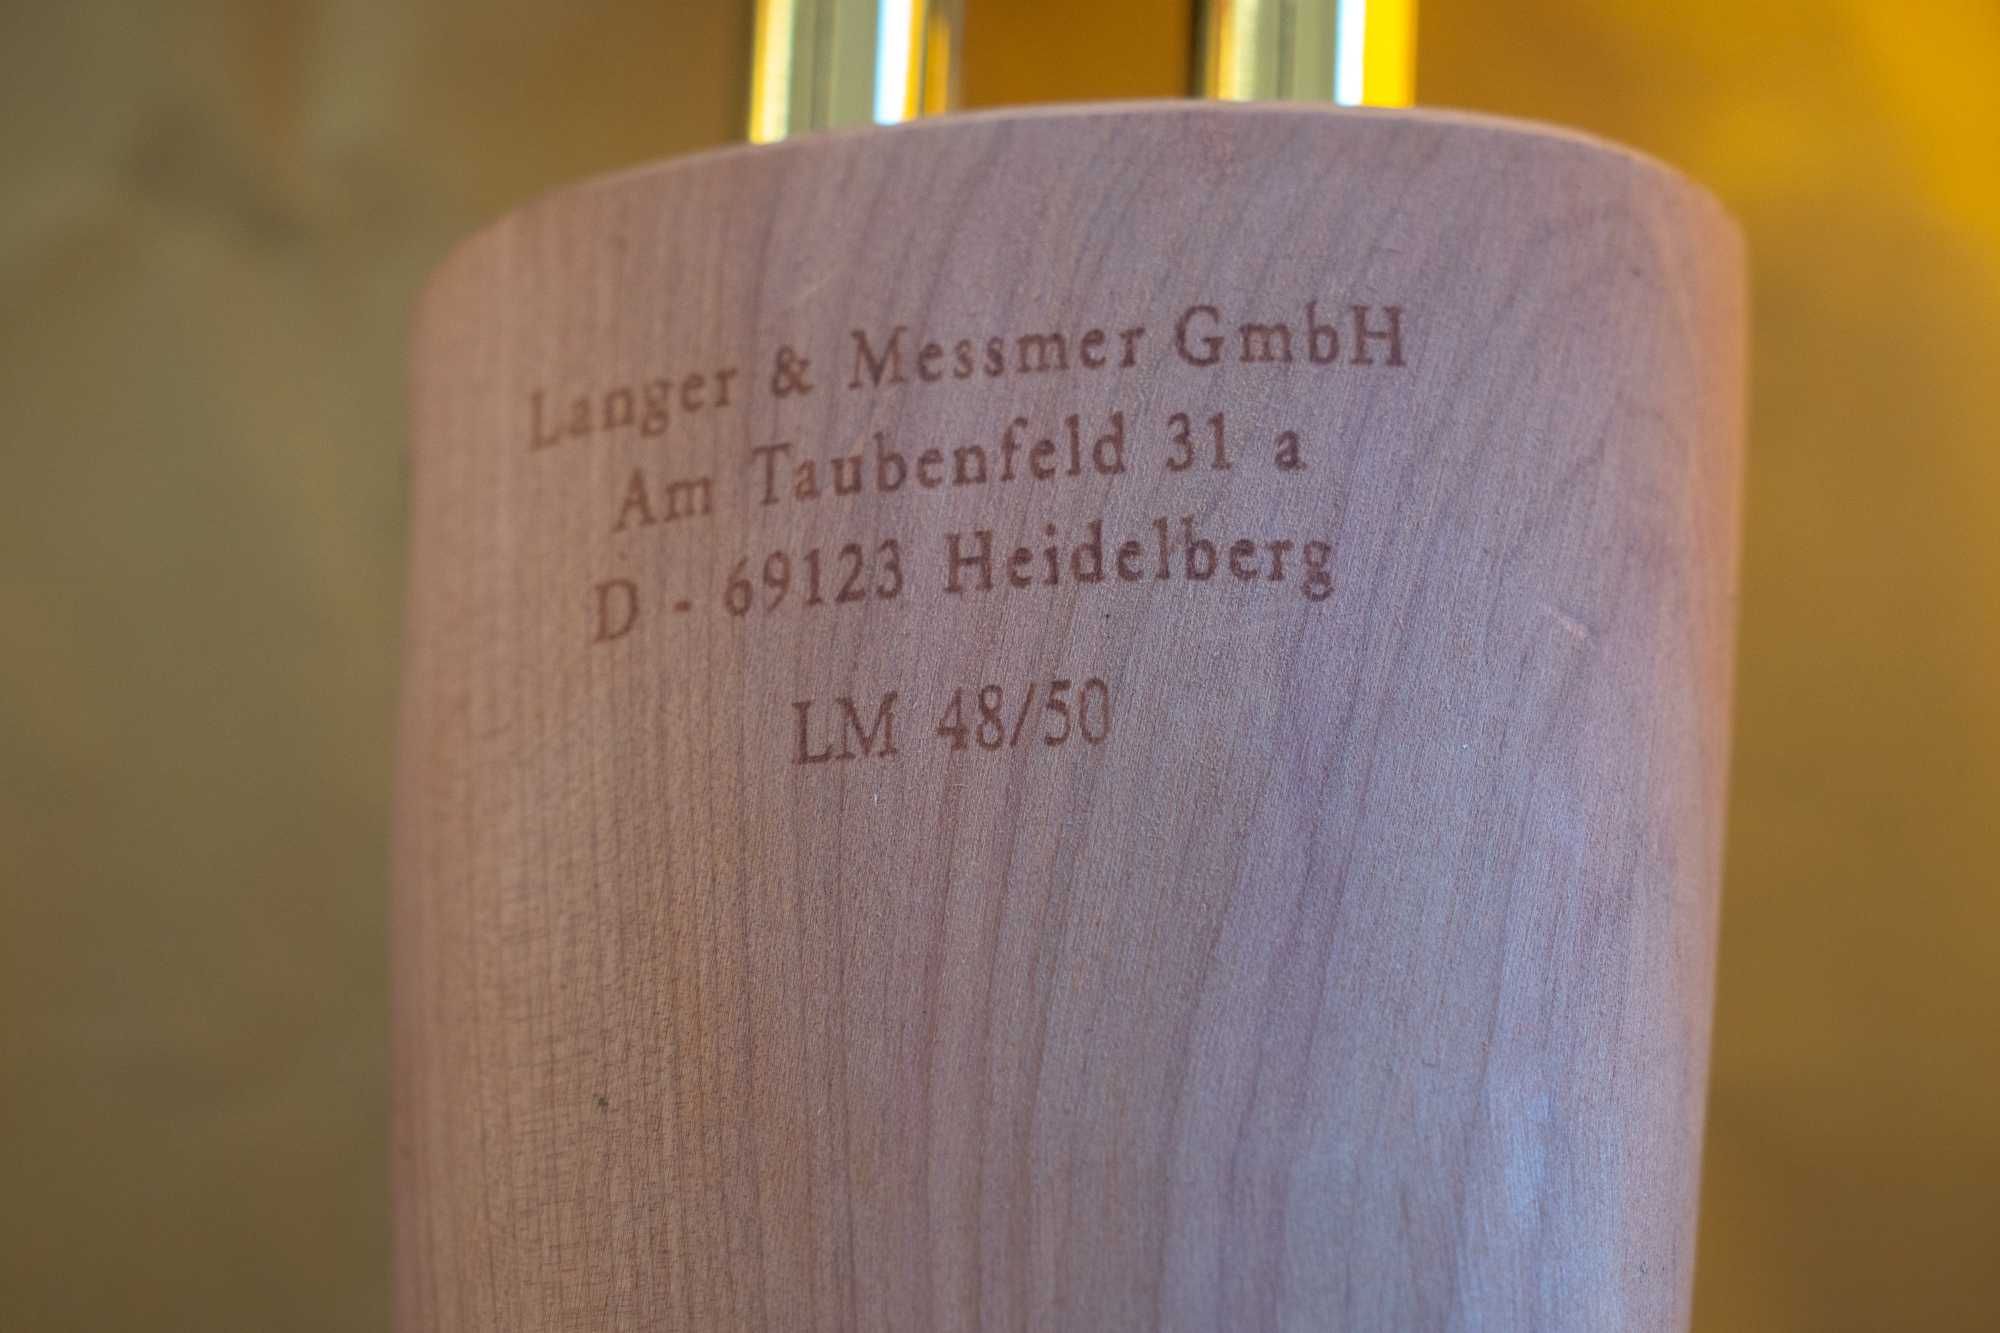 Langer & Messmer GmbH
Am Taubenfeld 31 a
D - 69123 Heidelberg
LM 48/50